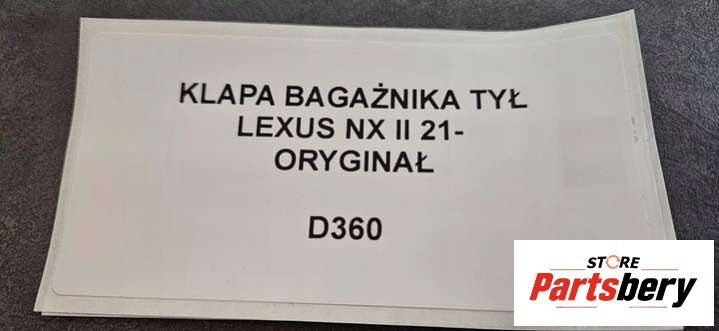 KLAPA BAGAŻNIKA TYŁ
LEXUS NX II 21-
ORYGINAŁ
D360
STORE
Partsbery